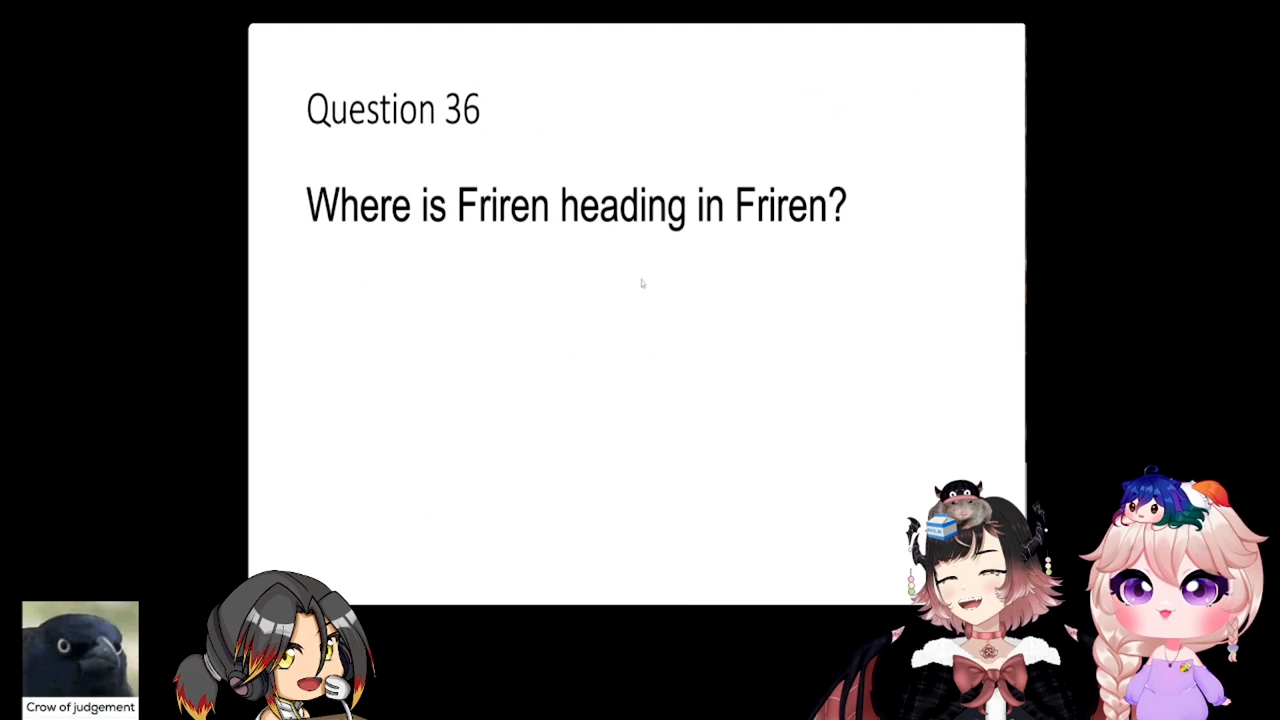 Question 36
Where is Friren heading in Friren?
Crow of judgement